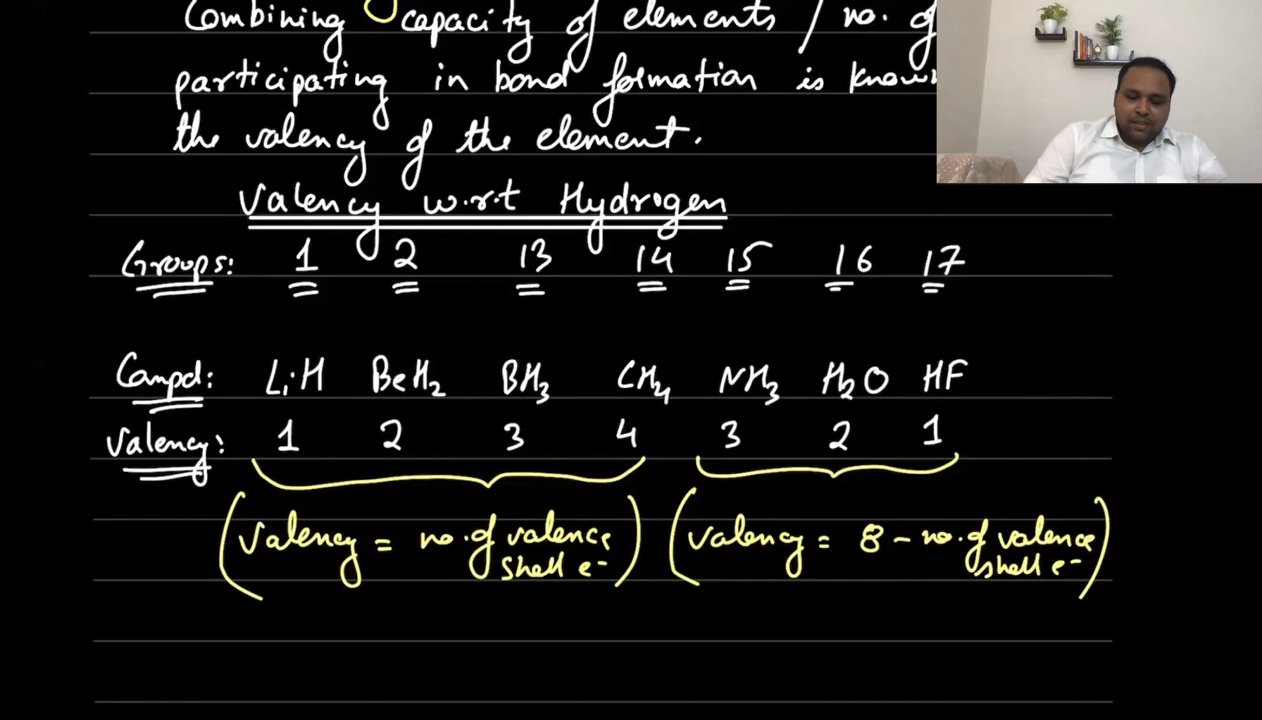 Combining capacity of elements / no. of
participating in bond formation is known
the valency of the element.
Valency w.r.t Hydrogen
Groups: 1 2 13 14 15 16 17
Compd: LiH BeH2 BH3 CH4 NH3 H2O HF
Valency: 1 2 3 4 3 2 1
(Valency = no. of valence shell e-) (Valency = 8 - no. of valence shell e-)